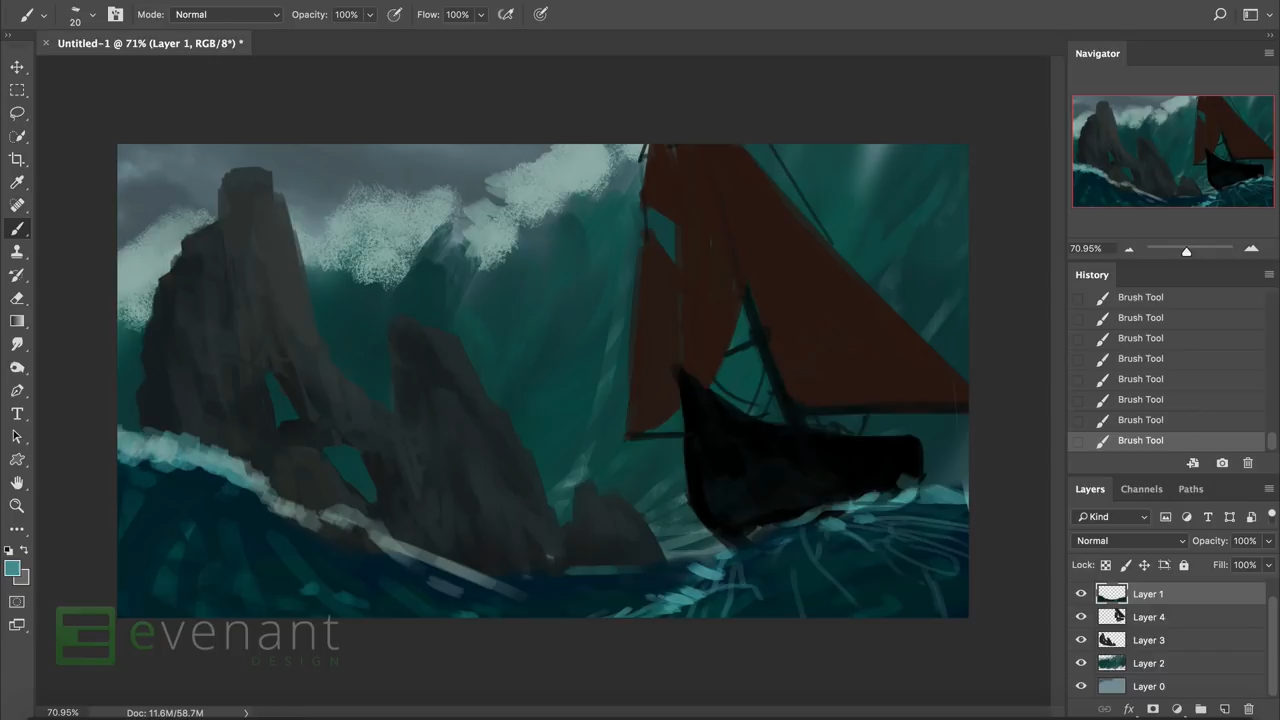 20
Mode: Normal
Opacity: 100%
Flow: 100%
Untitled-1 @ 71% (Layer 1, RGB/8*) *
Navigator
70.95%
History
Brush Tool
Brush Tool
Brush Tool
Brush Tool
Brush Tool
Brush Tool
Brush Tool
Brush Tool
Layers Channels Paths
Kind
Normal Opacity: 100%
Lock: Fill: 100%
Layer 1
Layer 4
Layer 3
Layer 2
Layer 0
fx
evenant
DESIGN
70.95% Doc: 11.6M/58.7M